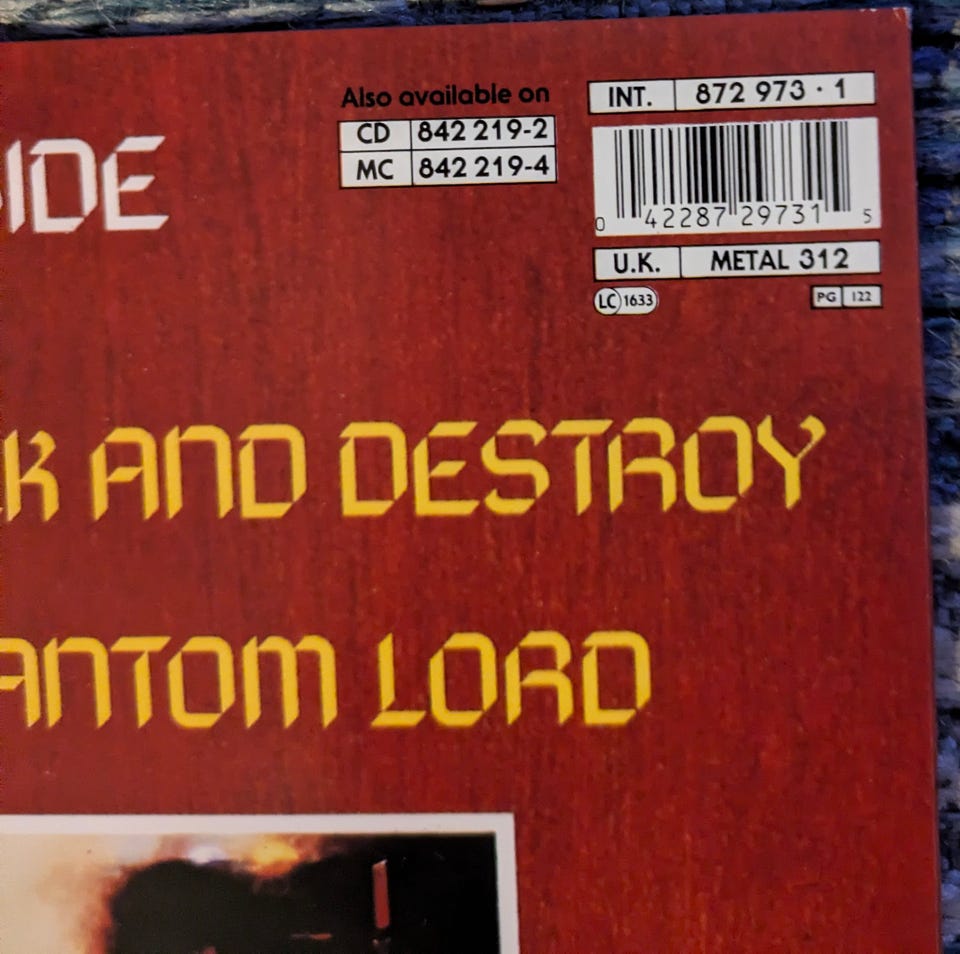 Also available on
CD 842 219-2
MC 842 219-4
INT. 872 973 · 1
0 42287 29731 5
U.K. METAL 312
LC 1633
PG 122
IDE
K AND DESTROY
ANTOM LORD